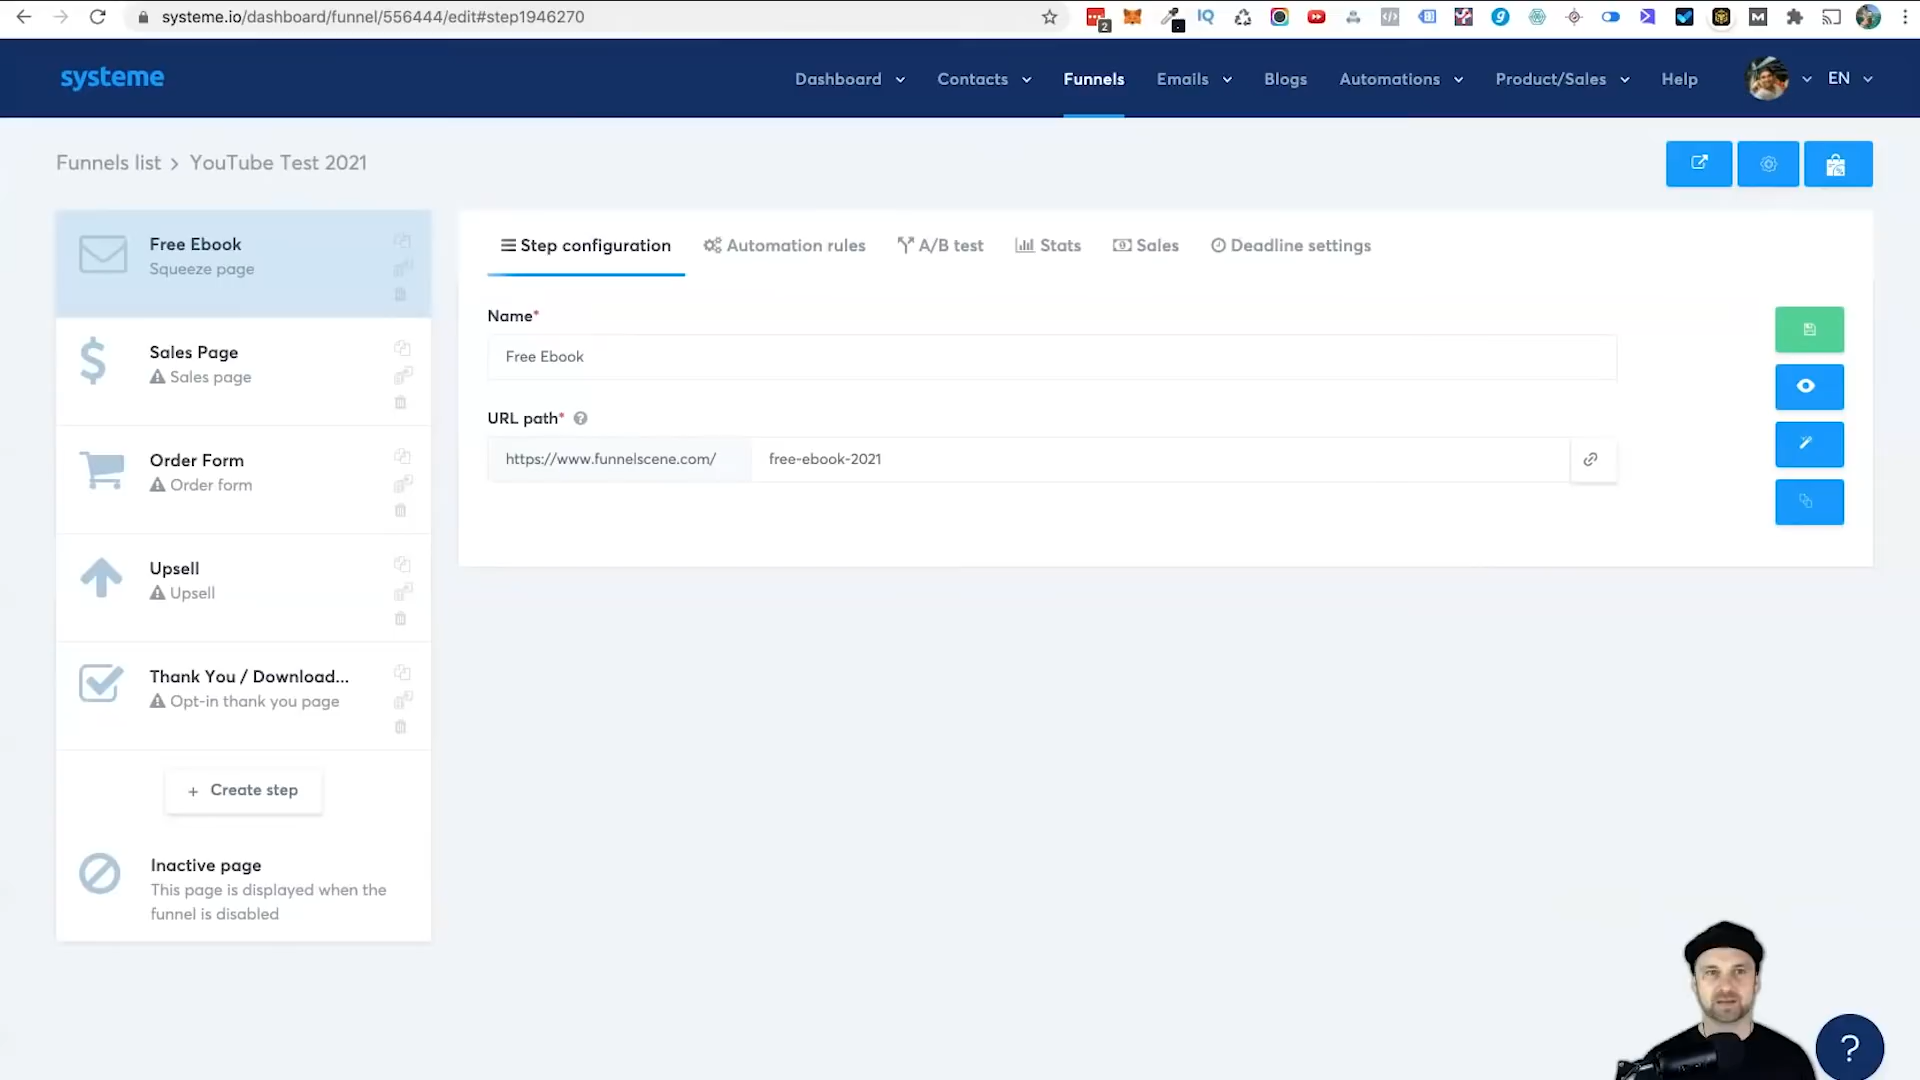 systeme.io/dashboard/funnel/556444/edit#step1946270
2
systeme
Dashboard
Contacts
Funnels
Emails
Blogs
Automations
Product/Sales
Help
EN
Funnels list > YouTube Test 2021
Free Ebook
Squeeze page
Sales Page
Sales page
Order Form
Order form
Upsell
Upsell
Thank You / Download...
Opt-in thank you page
+ Create step
Inactive page
This page is displayed when the
funnel is disabled
Step configuration
Automation rules
A/B test
Stats
Sales
Deadline settings
Name*
Free Ebook
URL path* ?
https://www.funnelscene.com/
free-ebook-2021
?